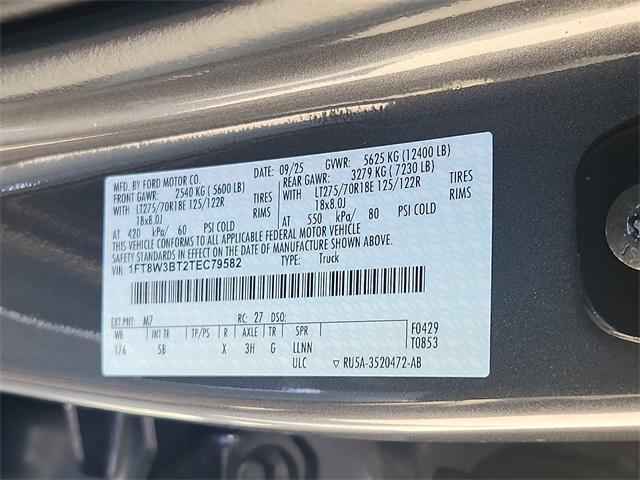 MFD. BY FORD MOTOR CO. DATE: 09/25 GVWR: 5625 KG (12400 LB)
FRONT GAWR: 2540 KG (5600 LB) REAR GAWR: 3279 KG (7230 LB)
WITH LT275/70R18E 125/122R TIRES WITH LT275/70R18E 125/122R TIRES
18x8.0J RIMS 18x8.0J RIMS
AT 420 kPa/ 60 PSI COLD AT 550 kPa/ 80 PSI COLD
THIS VEHICLE CONFORMS TO ALL APPLICABLE FEDERAL MOTOR VEHICLE
SAFETY STANDARDS IN EFFECT ON THE DATE OF MANUFACTURE SHOWN ABOVE.
VIN: 1FT8W3BT2TEC79582 TYPE: Truck
EXT PNT: M7 RC: 27 DSO:
WB INT TR TP/PS R AXLE TR SPR F0429
176 5B X 3H G LLNN T0853
ULC ▽ RU5A-3520472-AB